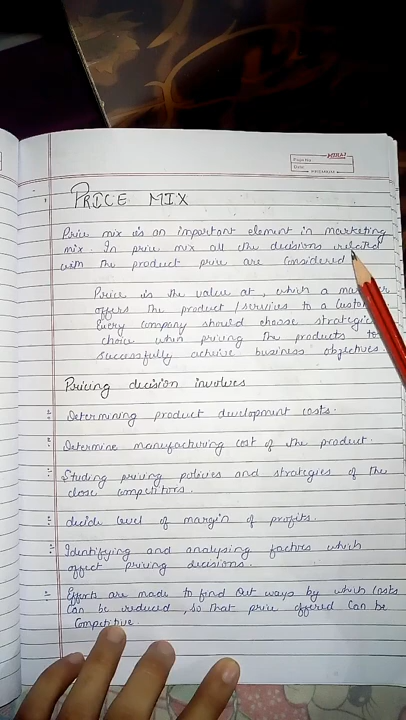 Page No.
Date
PRICE MIX
Price mix is an important element in marketing
mix. In price mix all the decisions related
with the product price are Considered
Price is the value at, which a
offers the product/services to a
Every company should choose strategic
choice when pricing the products to
successfully acheive business objectives.
Pricing decision involves
Determining product development costs.
Determine manufacturing cost of the product.
Studing pricing policies and strategies of the
close competitors.
decide level of margin of profits.
Identifying and analysing factors which
affect pricing decisions.
Efforts are made to find out ways by which Costs
Can be reduced, so that price offered Can be
Competitive.